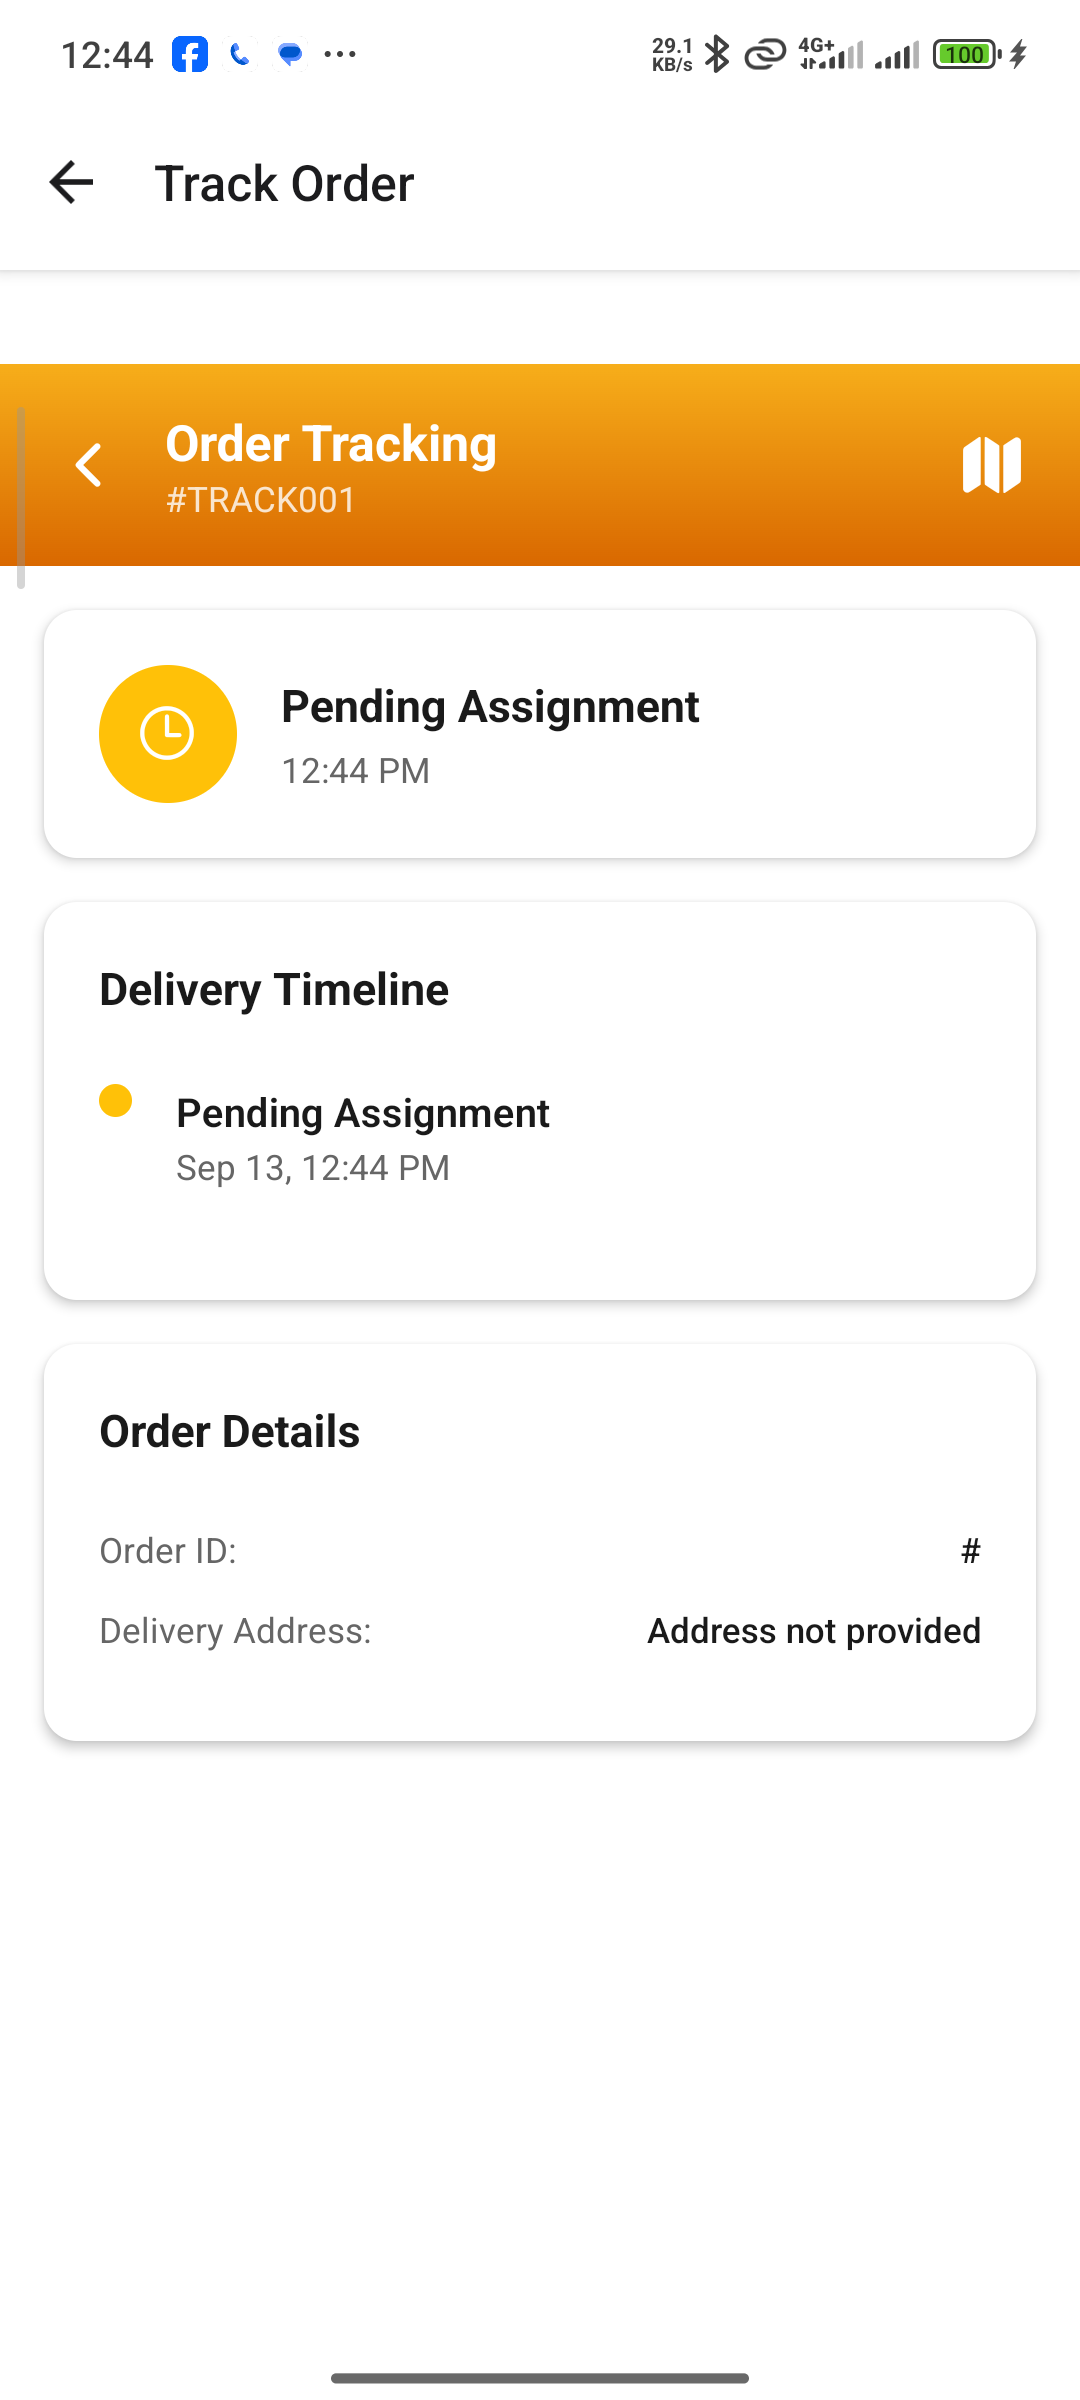 12:44
29.1
KB/s
4G+
100
Track Order
Order Tracking
#TRACK001
Pending Assignment
12:44 PM
Delivery Timeline
Pending Assignment
Sep 13, 12:44 PM
Order Details
Order ID: #
Delivery Address: Address not provided